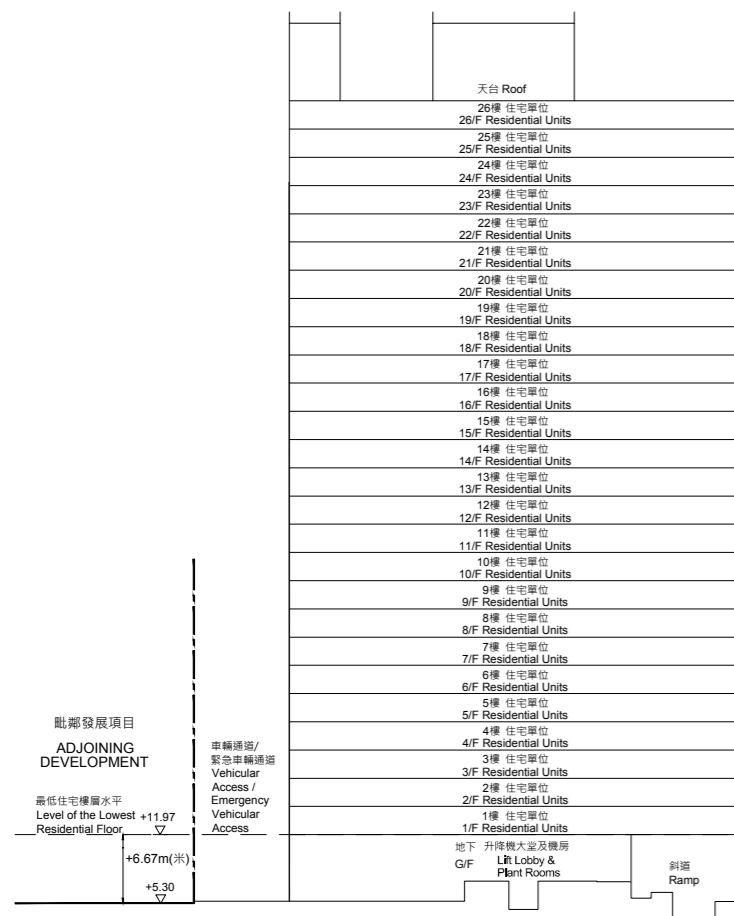 天台 Roof
26樓 住宅單位
26/F Residential Units
25樓 住宅單位
25/F Residential Units
24樓 住宅單位
24/F Residential Units
23樓 住宅單位
23/F Residential Units
22樓 住宅單位
22/F Residential Units
21樓 住宅單位
21/F Residential Units
20樓 住宅單位
20/F Residential Units
19樓 住宅單位
19/F Residential Units
18樓 住宅單位
18/F Residential Units
17樓 住宅單位
17/F Residential Units
16樓 住宅單位
16/F Residential Units
15樓 住宅單位
15/F Residential Units
14樓 住宅單位
14/F Residential Units
13樓 住宅單位
13/F Residential Units
12樓 住宅單位
12/F Residential Units
11樓 住宅單位
11/F Residential Units
10樓 住宅單位
10/F Residential Units
9樓 住宅單位
9/F Residential Units
8樓 住宅單位
8/F Residential Units
7樓 住宅單位
7/F Residential Units
6樓 住宅單位
6/F Residential Units
5樓 住宅單位
5/F Residential Units
4樓 住宅單位
4/F Residential Units
3樓 住宅單位
3/F Residential Units
2樓 住宅單位
2/F Residential Units
1樓 住宅單位
1/F Residential Units
毗鄰發展項目
ADJOINING
DEVELOPMENT
最低住宅樓層水平
Level of the Lowest
Residential Floor
+11.97
+6.67m(米)
+5.30
車輛通道/
緊急車輛通道
Vehicular
Access /
Emergency
Vehicular
Access
地下 升降機大堂及機房
G/F Lift Lobby &
Plant Rooms
斜道
Ramp